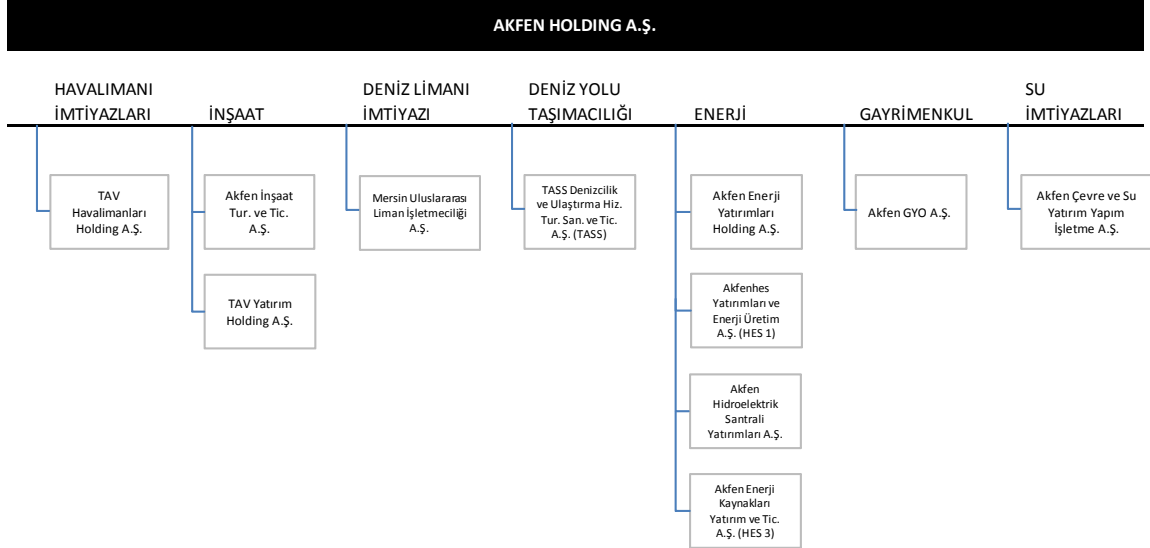 AKFEN HOLDING A.Ş.
HAVALIMANI
İMTİYAZLARI
İNŞAAT
DENİZ LİMANI
İMTİYAZI
DENİZ YOLU
TAŞIMACILIĞI
ENERJİ
GAYRİMENKUL
SU
İMTİYAZLARI
TAV
Havalimanları
Holding A.Ş.
Akfen İnşaat
Tur. ve Tic.
A.Ş.
Mersin Uluslararası
Liman İşletmeciliği
A.Ş.
TASS Denizcilik
ve Ulaştırma Hiz.
Tur. San. ve Tic.
A.Ş. (TASS)
Akfen Enerji
Yatırımları
Holding A.Ş.
Akfen GYO A.Ş.
Akfen Çevre ve Su
Yatırım Yapım
İşletme A.Ş.
TAV Yatırım
Holding A.Ş.
Akfenhes
Yatırımları ve
Enerji Üretim
A.Ş. (HES 1)
Akfen
Hidroelektrik
Santrali
Yatırımları A.Ş.
Akfen Enerji
Kaynakları
Yatırım ve Tic.
A.Ş. (HES 3)